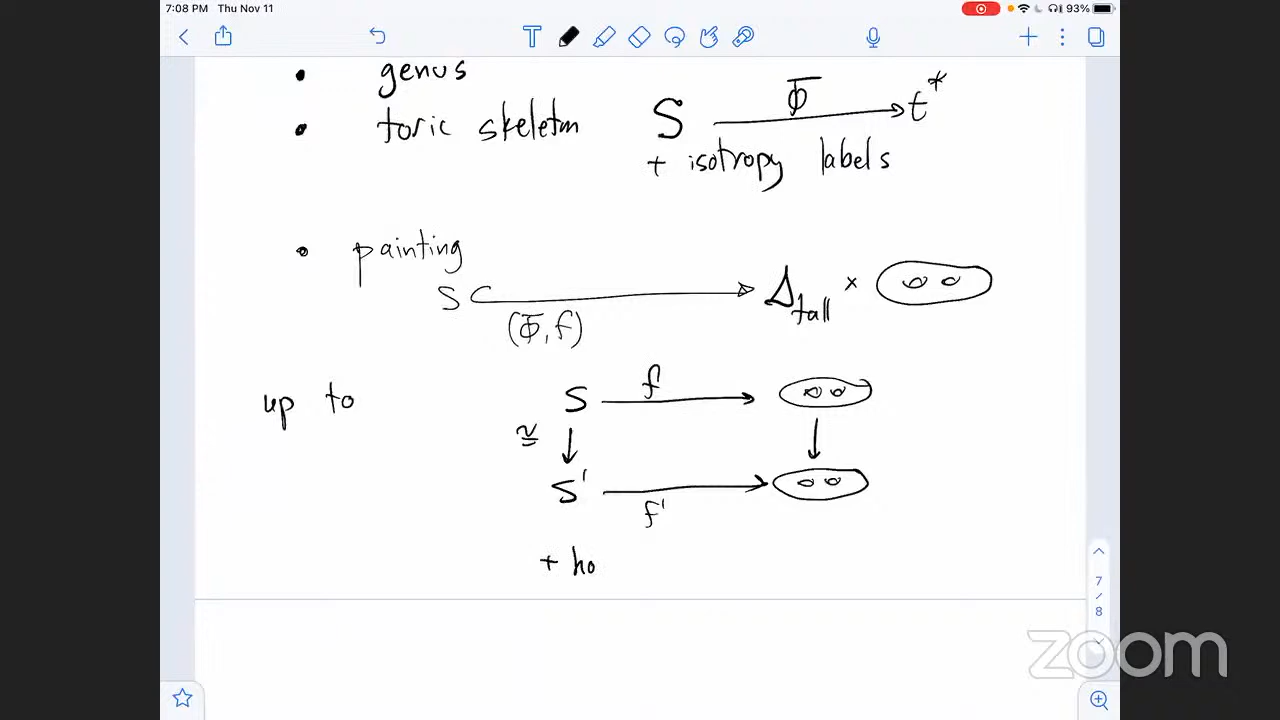 7:08 PM Thu Nov 11
93%
• genus
• toric skeleton S Φ̄ → t*
+ isotropy labels
• painting
S ↪ Δ_tall ×
(Φ̄, f)
up to S f →
≅ ↓ ↓
S' f' →
+ ho
7 / 8
zoom